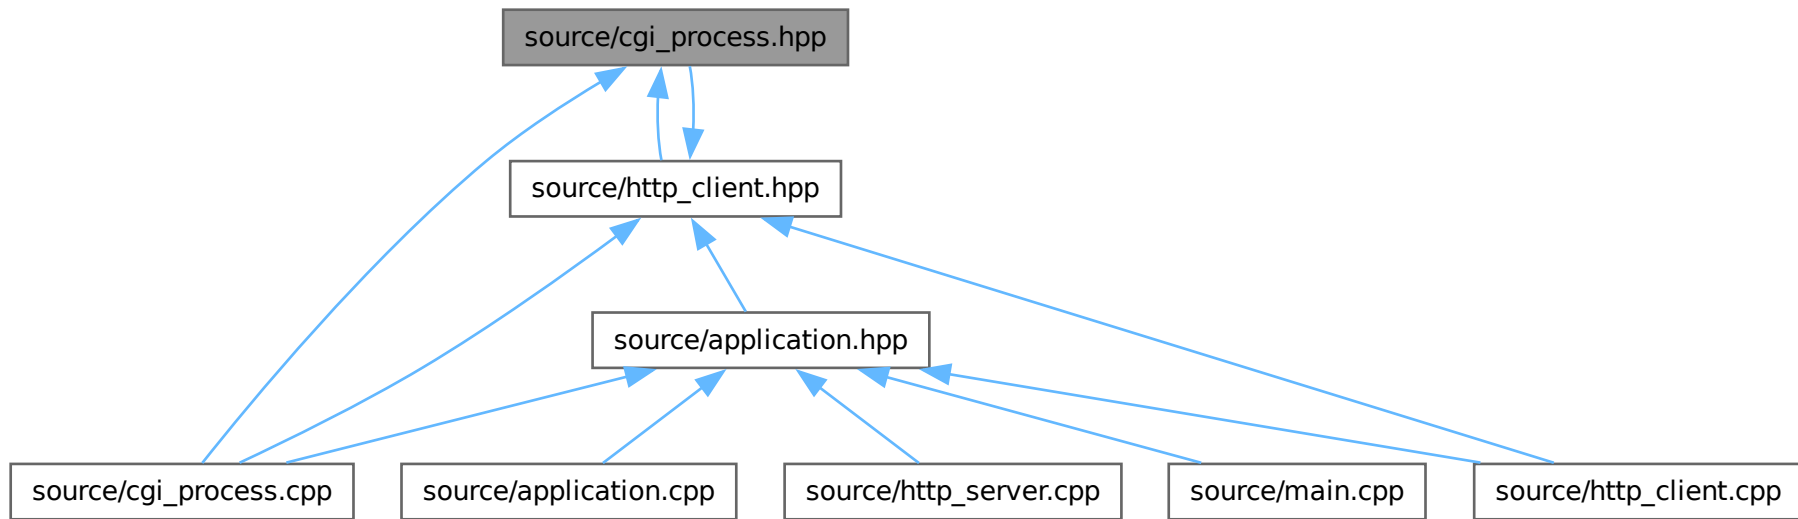 source/cgi_process.hpp
source/http_client.hpp
source/application.hpp
source/cgi_process.cpp
source/application.cpp
source/http_server.cpp
source/main.cpp
source/http_client.cpp